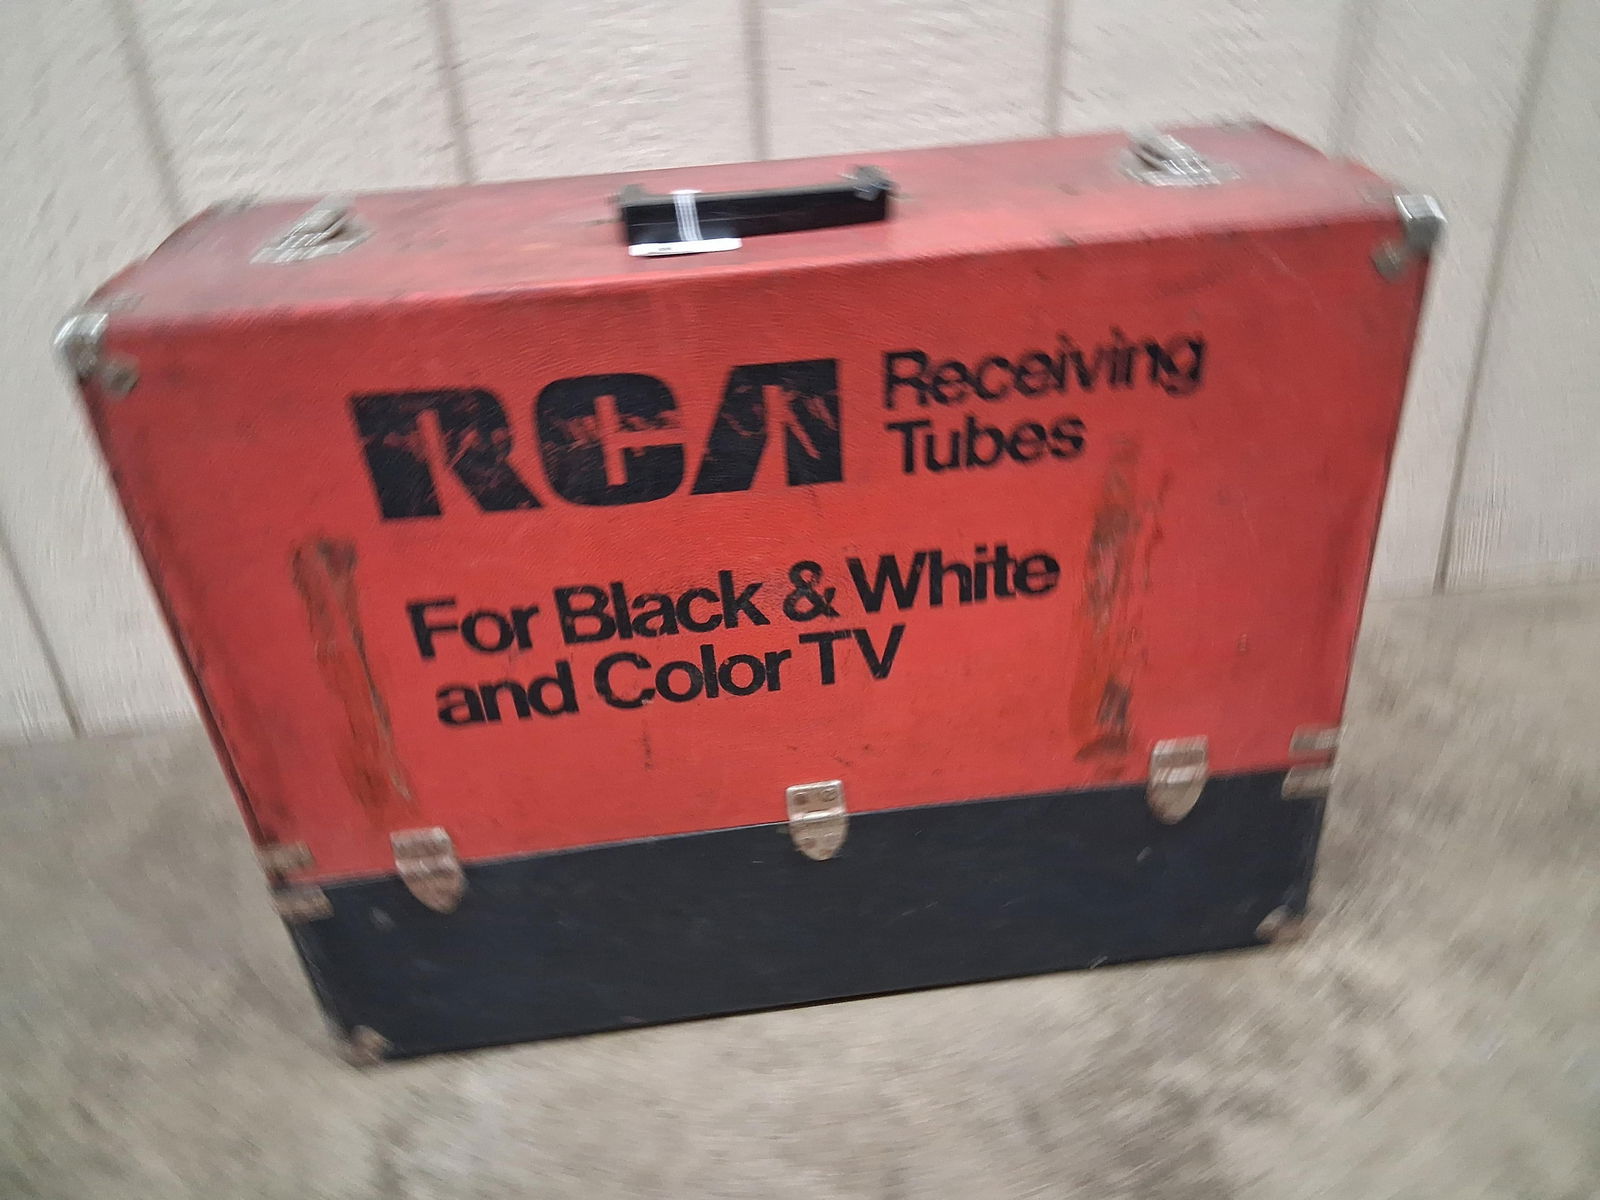 RCA
Receiving
Tubes
For Black & White
and Color TV